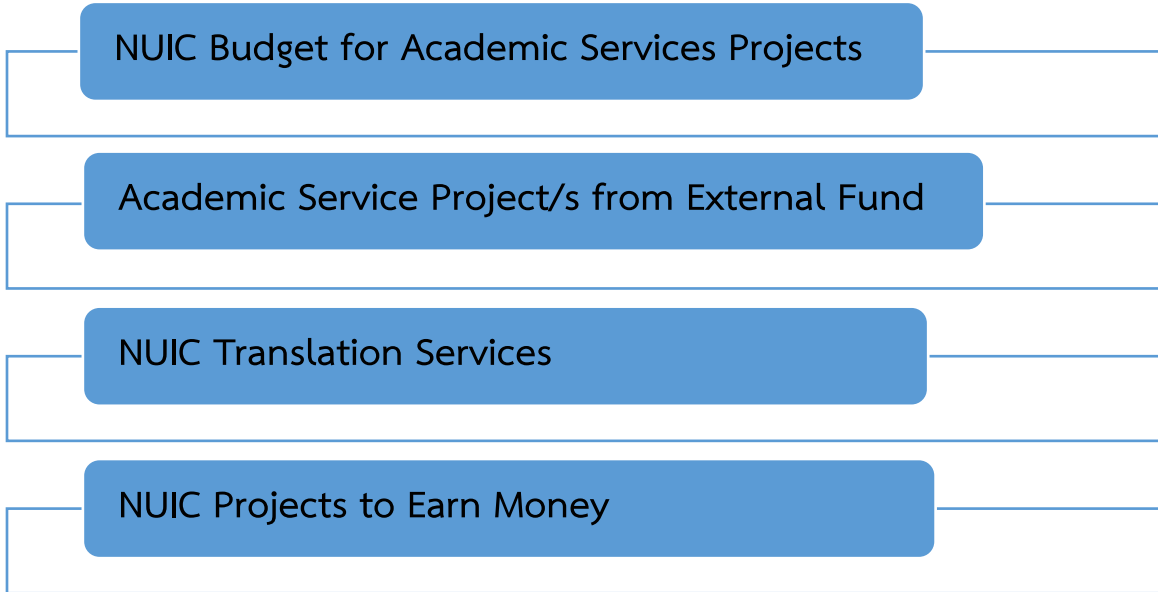 NUIC Budget for Academic Services Projects
Academic Service Project/s from External Fund
NUIC Translation Services
NUIC Projects to Earn Money